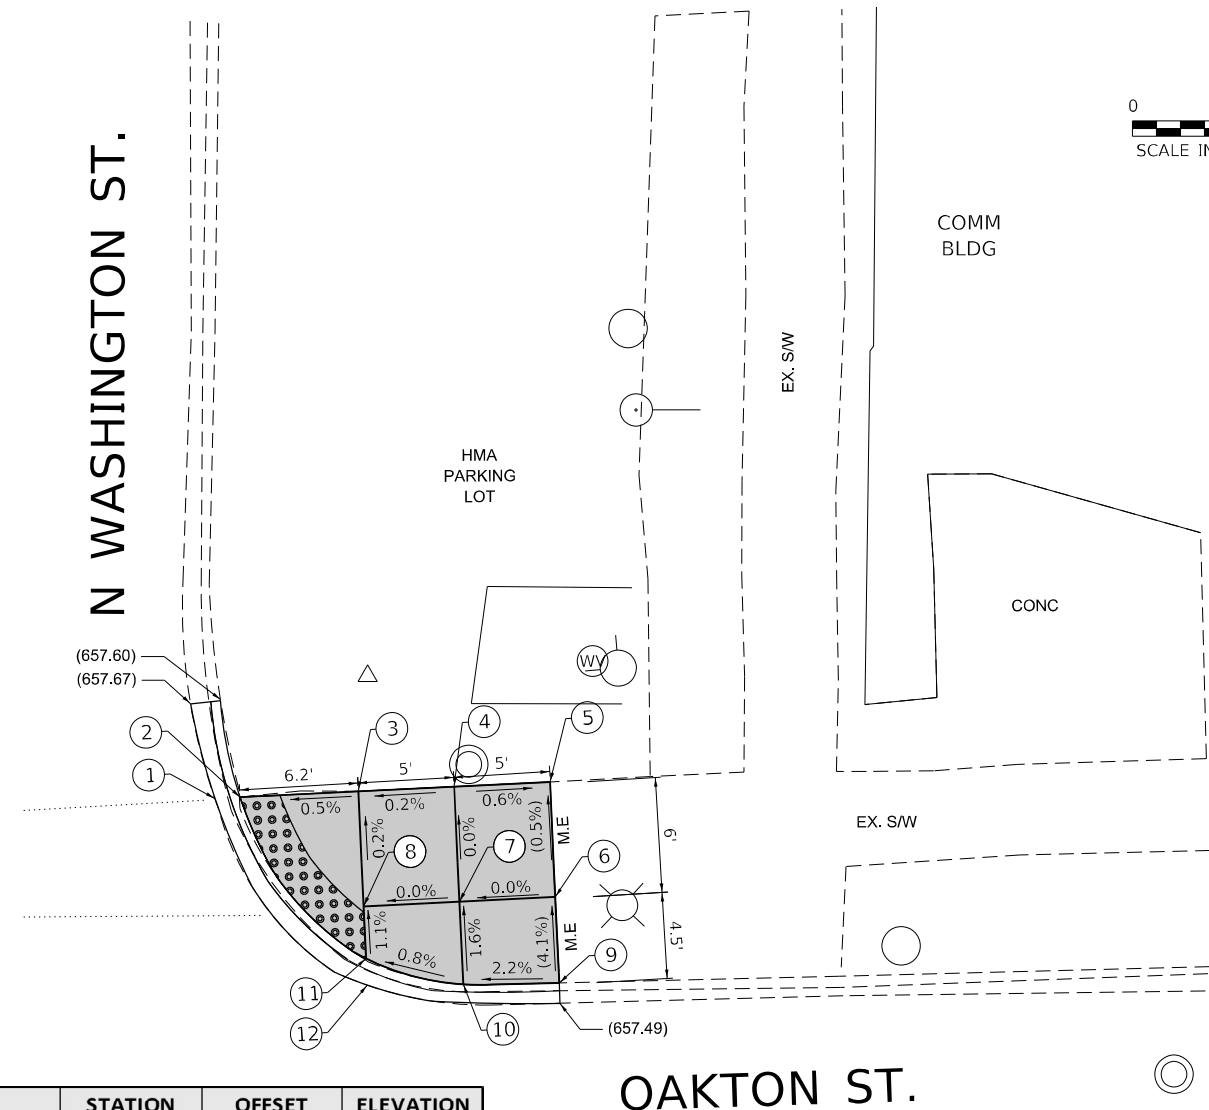 N WASHINGTON ST.
0
SCALE IN
COMM
BLDG
EX. S/W
HMA
PARKING
LOT
CONC
WV
(657.60)
(657.67)
2
1
3
4
5
6.2'
5'
5'
0.5%
0.2%
0.6%
0.2%
0.0%
(0.5%)
M.E
6'
EX. S/W
8
7
6
0.0%
0.0%
1.1%
1.6%
(4.1%)
M.E
4.5'
0.8%
2.2%
9
11
12
10
(657.49)
OAKTON ST.
STATION OFFSET ELEVATION